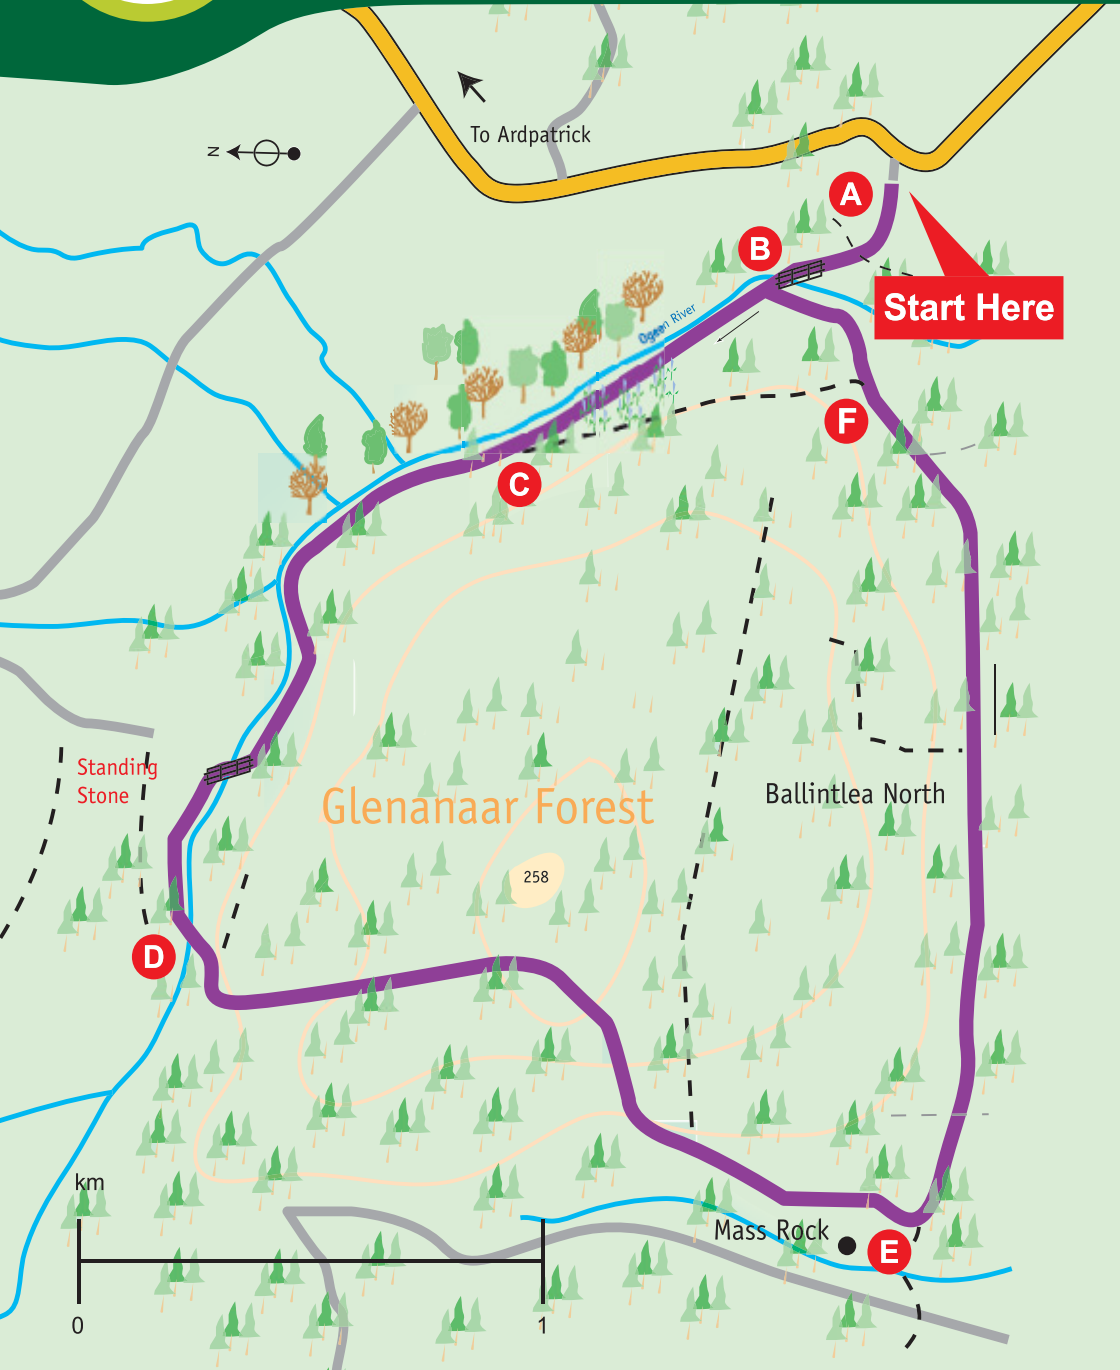 To Ardpatrick
N
A
B
Start Here
Ogeen River
F
C
Standing
Stone
Glenanaar Forest
Ballintlea North
258
D
km
Mass Rock
E
0
1